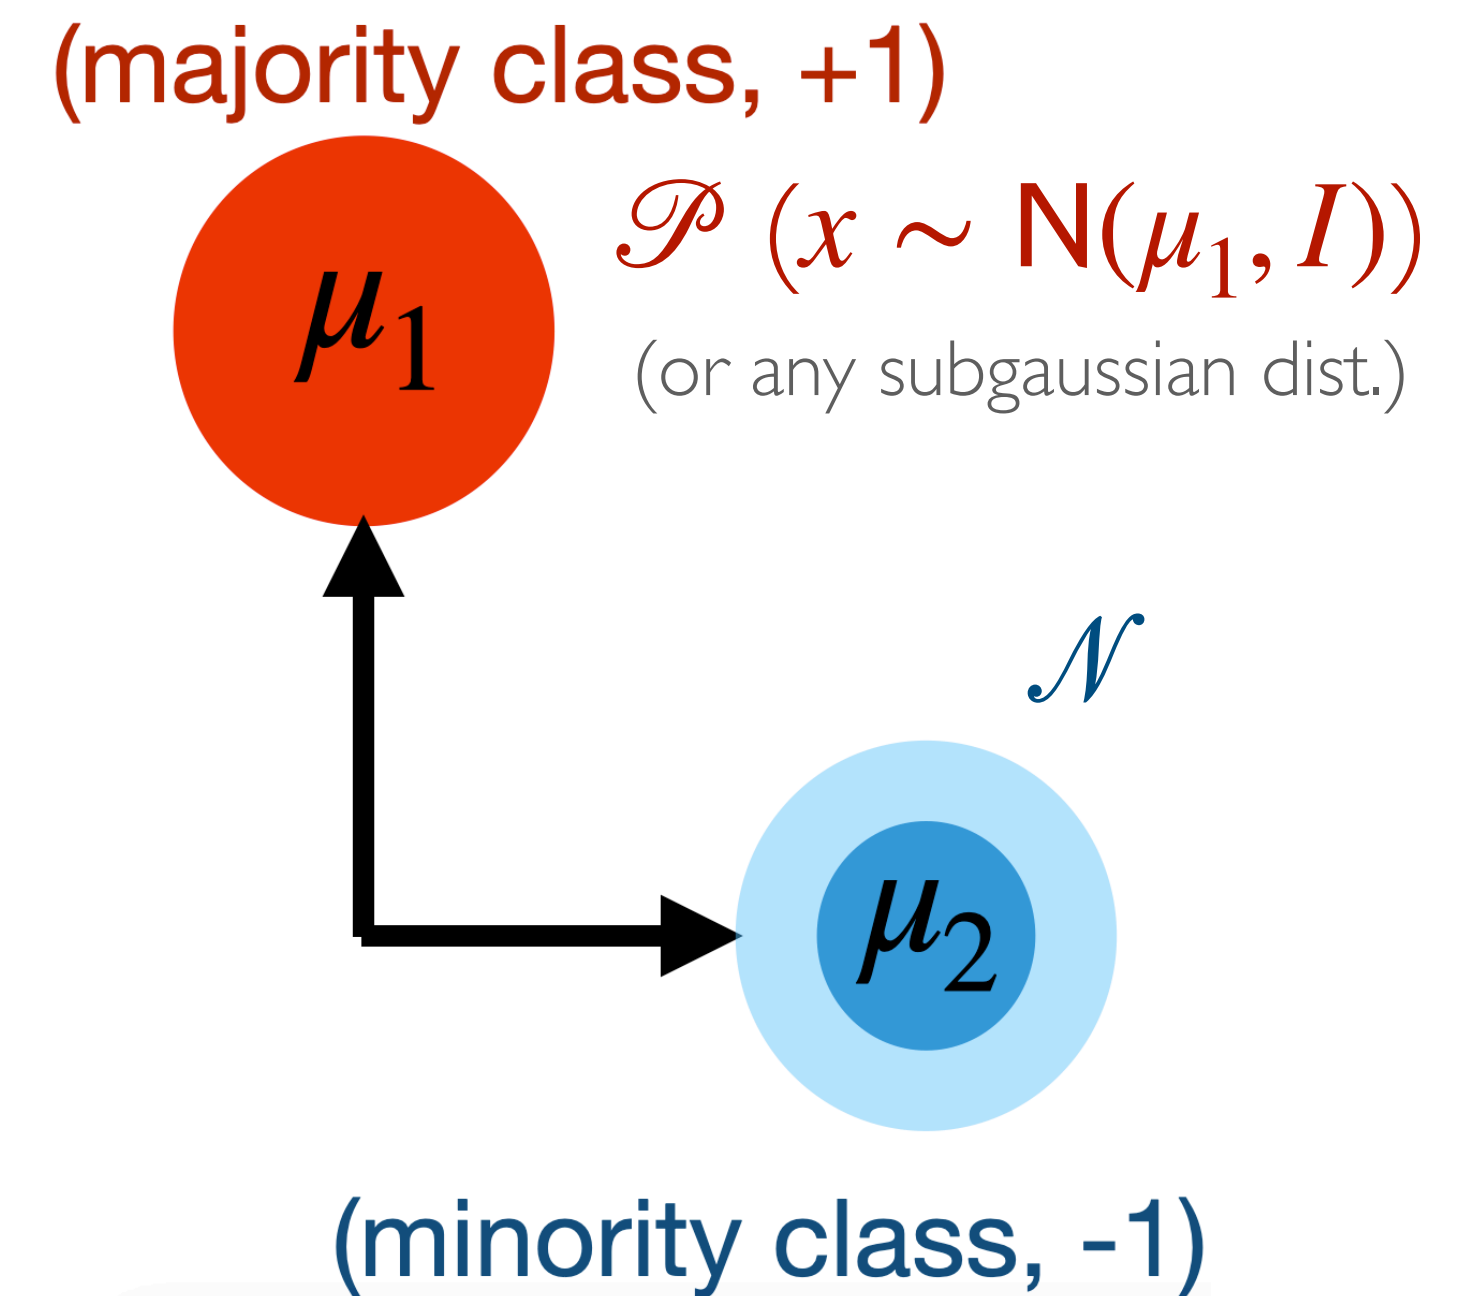 (majority class, +1)
𝒫 (x ∼ N(μ₁, I))
μ₁
(or any subgaussian dist.)
𝒩
μ₂
(minority class, -1)